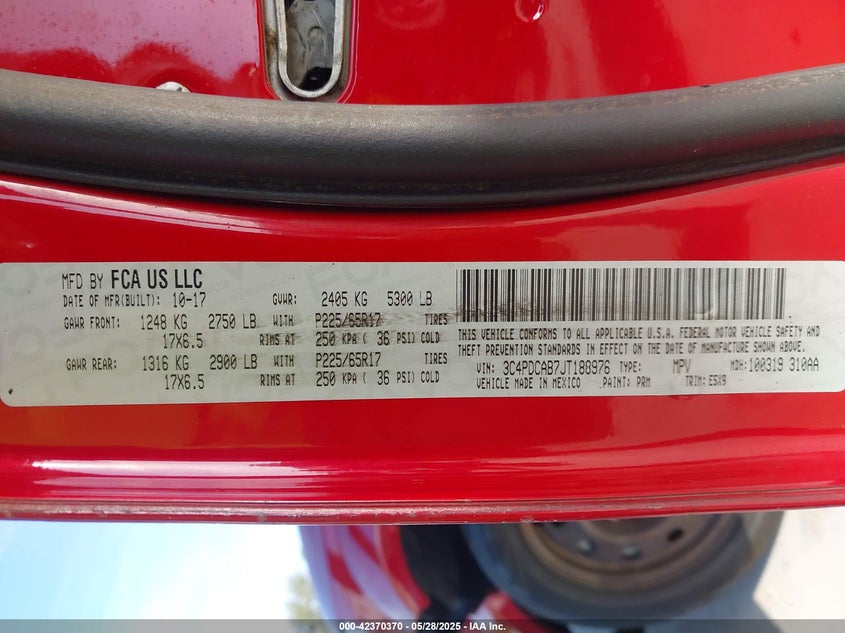 MFD BY FCA US LLC
DATE OF MFR(BUILT): 10-17 GVWR: 2405 KG 5300 LB
GAWR FRONT: 1248 KG 2750 LB WITH P225/65R17 TIRES
17X6.5 RIMS AT 250 KPA ( 36 PSI) COLD
GAWR REAR: 1316 KG 2900 LB WITH P225/65R17 TIRES
17X6.5 RIMS AT 250 KPA ( 36 PSI) COLD
THIS VEHICLE CONFORMS TO ALL APPLICABLE U.S.A. FEDERAL MOTOR VEHICLE SAFETY AND
THEFT PREVENTION STANDARDS IN EFFECT ON THE DATE OF MANUFACTURE SHOWN ABOVE.
VIN: 3C4PDCAB7JT188976 TYPE: MPV MDH: 100319 310AA
VEHICLE MADE IN MEXICO PAINT: PRM TRIM: E5X9
000-42370370 - 05/28/2025 - IAA Inc.